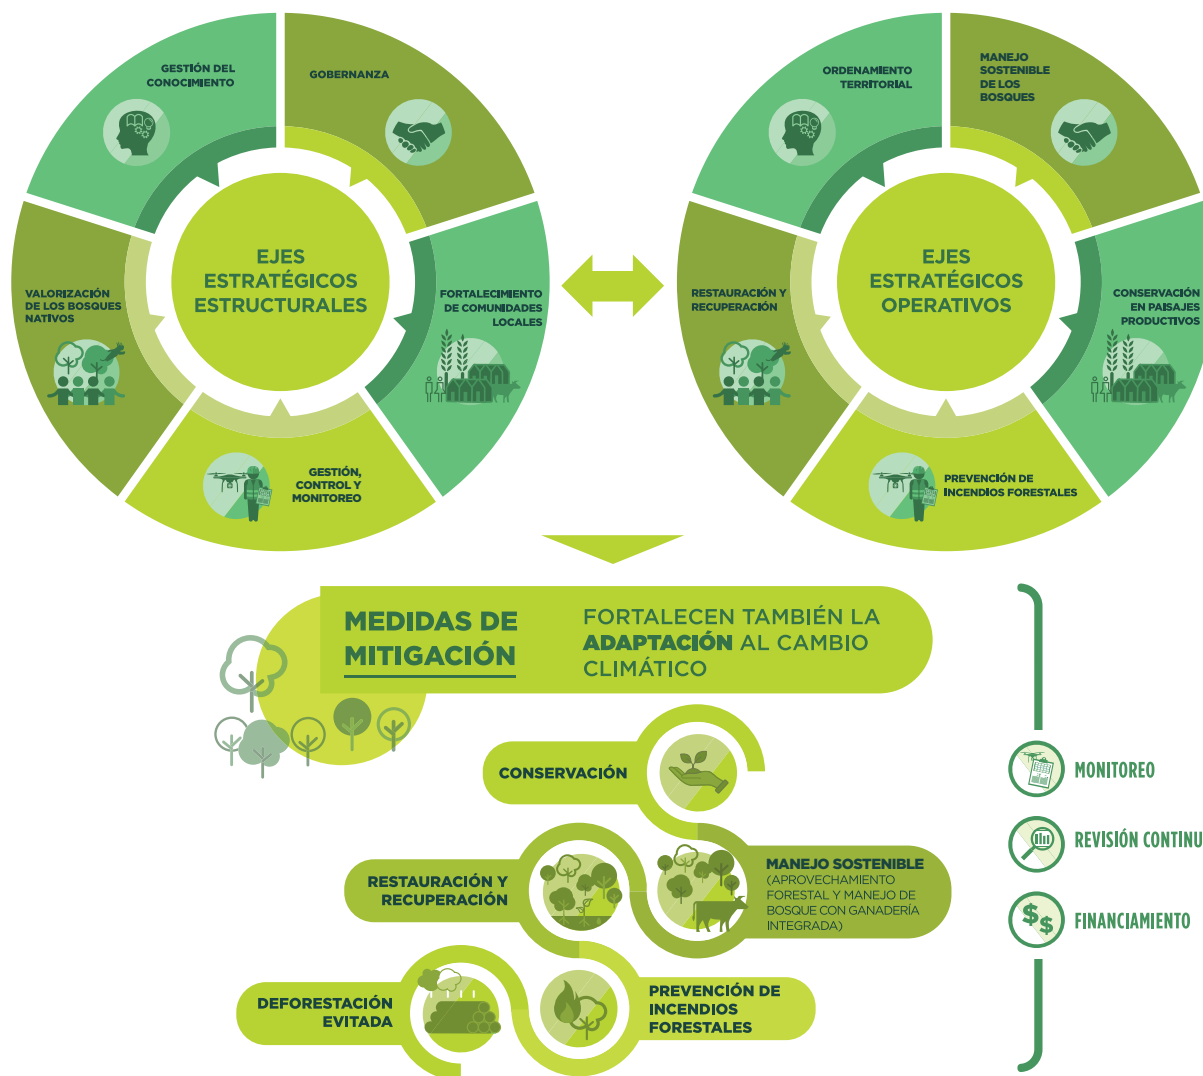 GESTIÓN DEL
CONOCIMIENTO
GOBERNANZA
VALORIZACIÓN
DE LOS BOSQUES
NATIVOS
EJES
ESTRATÉGICOS
ESTRUCTURALES
FORTALECIMIENTO
DE COMUNIDADES
LOCALES
GESTIÓN,
CONTROL Y
MONITOREO
ORDENAMIENTO
TERRITORIAL
MANEJO
SOSTENIBLE
DE LOS
BOSQUES
RESTAURACIÓN Y
RECUPERACIÓN
EJES
ESTRATÉGICOS
OPERATIVOS
CONSERVACIÓN
EN PAISAJES
PRODUCTIVOS
PREVENCIÓN DE
INCENDIOS FORESTALES
MEDIDAS DE
MITIGACIÓN
FORTALECEN TAMBIÉN LA
ADAPTACIÓN AL CAMBIO
CLIMÁTICO
CONSERVACIÓN
RESTAURACIÓN Y
RECUPERACIÓN
MANEJO SOSTENIBLE
(APROVECHAMIENTO
FORESTAL Y MANEJO DE
BOSQUE CON GANADERÍA
INTEGRADA)
DEFORESTACIÓN
EVITADA
PREVENCIÓN DE
INCENDIOS
FORESTALES
MONITOREO
REVISIÓN CONTINU
$$
FINANCIAMIENTO